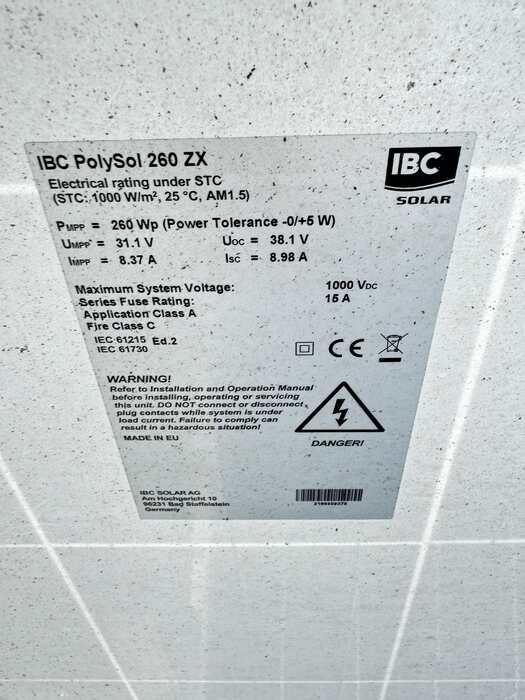 IBC PolySol 260 ZX
IBC
SOLAR
Electrical rating under STC
(STC: 1000 W/m², 25 °C, AM1.5)
PMPP = 260 Wp (Power Tolerance -0/+5 W)
UMPP = 31.1 V UOC = 38.1 V
IMPP = 8.37 A ISC = 8.98 A
Maximum System Voltage: 1000 VDC
Series Fuse Rating: 15 A
Application Class A
Fire Class C
IEC 61215 Ed.2
IEC 61730
CE
WARNING!
Refer to Installation and Operation Manual
before installing, operating or servicing
this unit. DO NOT connect or disconnect
plug contacts while system is under
load current. Failure to comply can
result in a hazardous situation!
DANGER!
MADE IN EU
IBC SOLAR AG
Am Hochgericht 10
96231 Bad Staffelstein
Germany